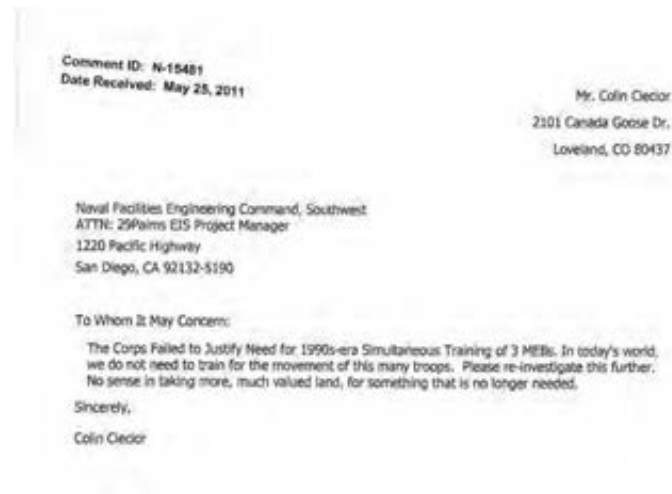 Comment ID: N-15481
Date Received: May 25, 2011
Mr. Colin Ciecior
2101 Canada Goose Dr.
Loveland, CO 80437
Naval Facilities Engineering Command, Southwest
ATTN: 29Palms EIS Project Manager
1220 Pacific Highway
San Diego, CA 92132-5190
To Whom It May Concern:
The Corps Failed to Justify Need for 1990s-era Simultaneous Training of 3 MEBs. In today's world,
we do not need to train for the movement of this many troops. Please re-investigate this further.
No sense in taking more, much valued land, for something that is no longer needed.
Sincerely,
Colin Ciecior